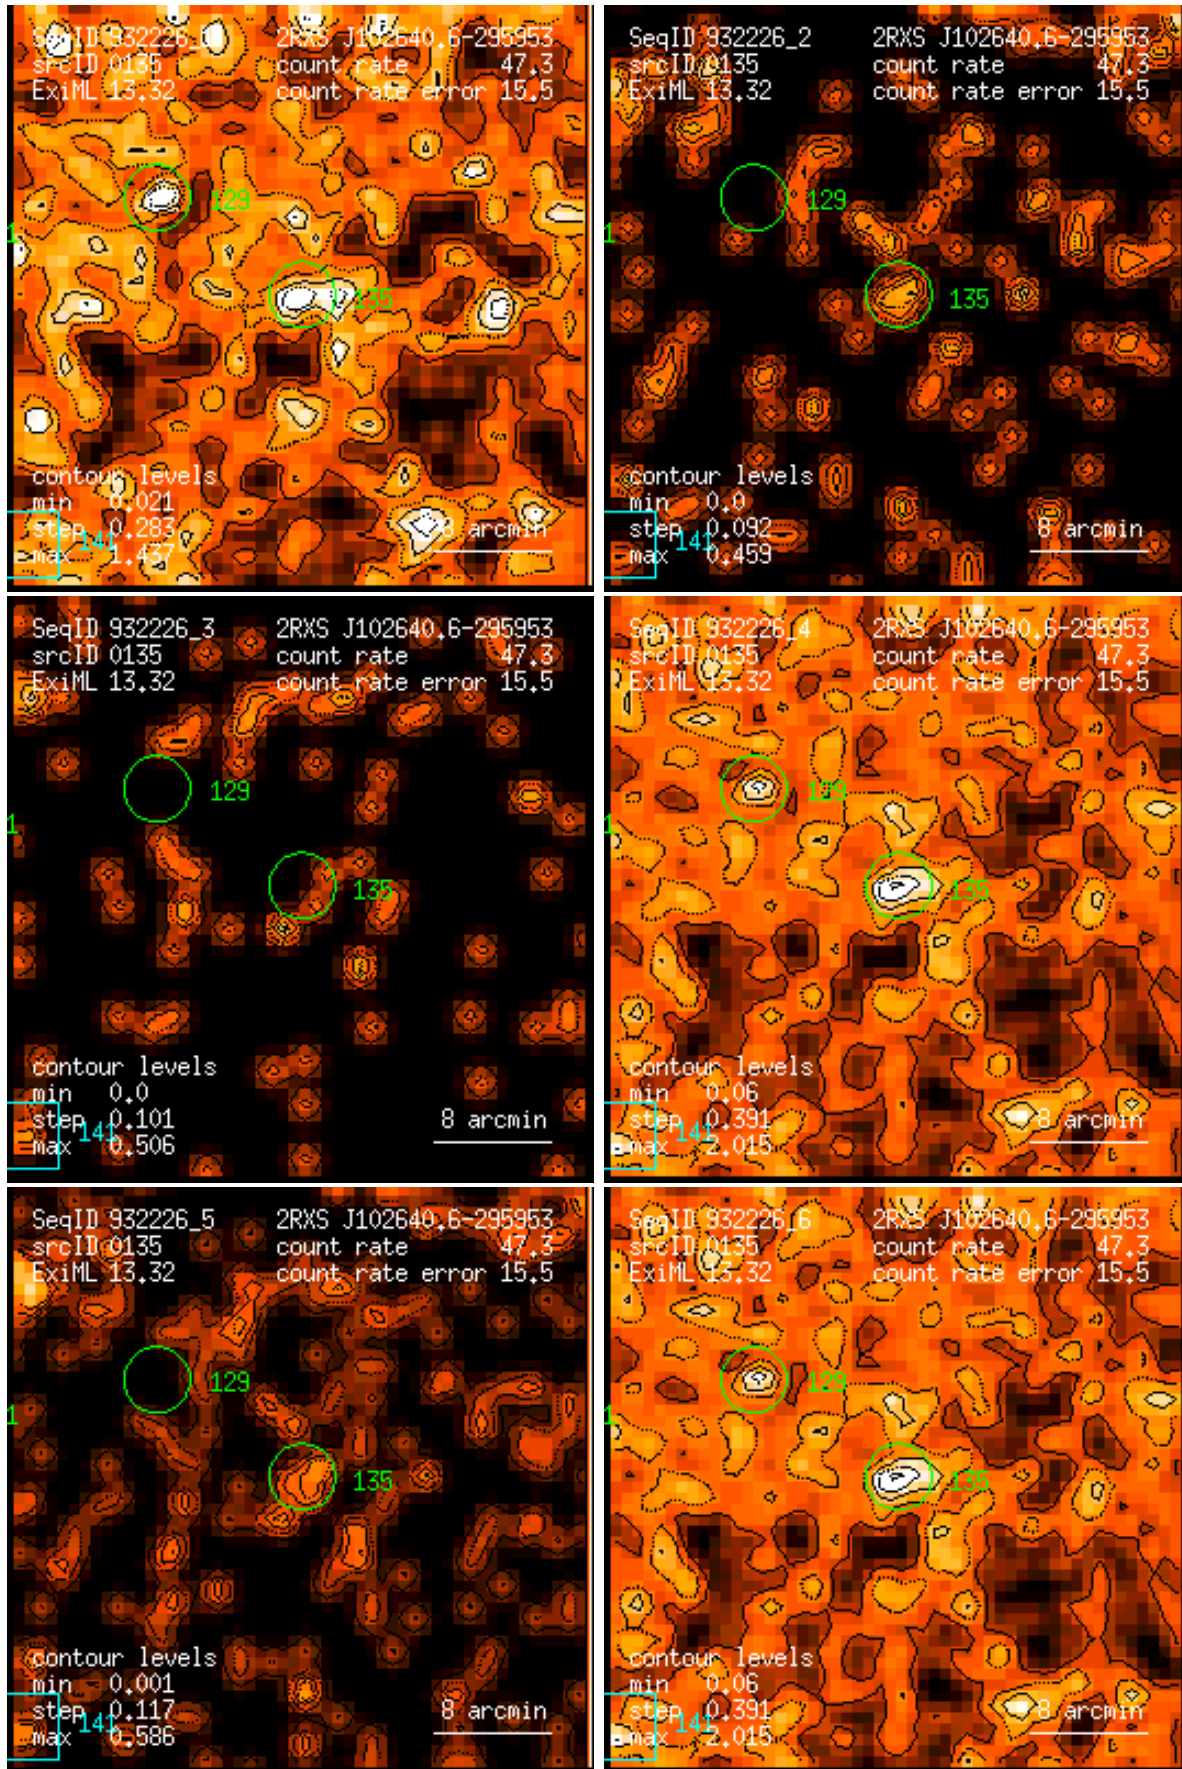 SeqID 932226_1 2RXS J102640.6-295953
srcID 0135 count rate 47.3
ExiML 13.32 count rate error 15.5
129
1
135
contour levels
min 0.021
step 0.283
max 1.437
141
8 arcmin
SeqID 932226_2 2RXS J102640.6-295953
srcID 0135 count rate 47.3
ExiML 13.32 count rate error 15.5
129
1
135
contour levels
min 0.0
step 0.092
max 0.459
141
8 arcmin
SeqID 932226_3 2RXS J102640.6-295953
srcID 0135 count rate 47.3
ExiML 13.32 count rate error 15.5
129
1
135
contour levels
min 0.0
step 0.101
max 0.506
141
8 arcmin
SeqID 932226_4 2RXS J102640.6-295953
srcID 0135 count rate 47.3
ExiML 13.32 count rate error 15.5
129
1
135
contour levels
min 0.06
step 0.391
max 2.015
141
8 arcmin
SeqID 932226_5 2RXS J102640.6-295953
srcID 0135 count rate 47.3
ExiML 13.32 count rate error 15.5
129
1
135
contour levels
min 0.001
step 0.117
max 0.586
141
8 arcmin
SeqID 932226_6 2RXS J102640.6-295953
srcID 0135 count rate 47.3
ExiML 13.32 count rate error 15.5
129
1
135
contour levels
min 0.06
step 0.391
max 2.015
141
8 arcmin